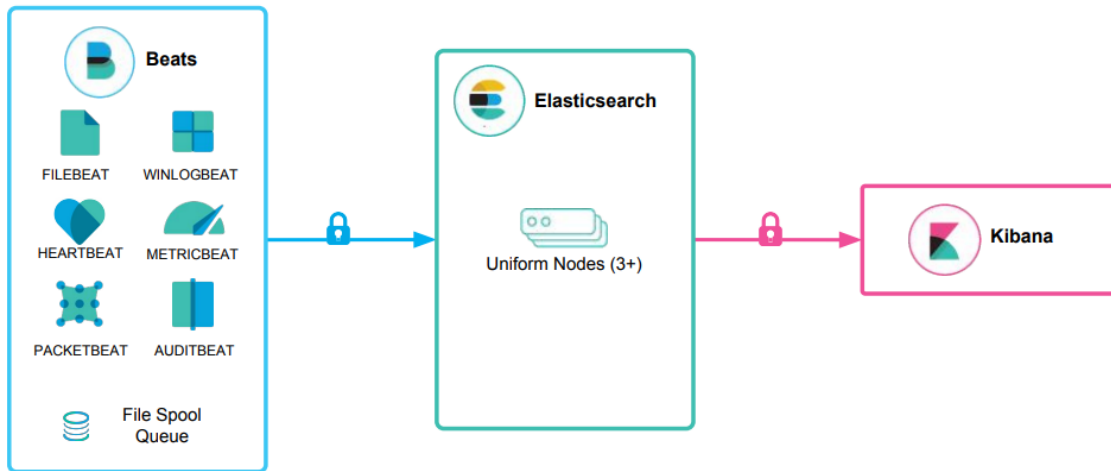 Beats
FILEBEAT
WINLOGBEAT
HEARTBEAT
METRICBEAT
PACKETBEAT
AUDITBEAT
File Spool
Queue
Elasticsearch
Uniform Nodes (3+)
Kibana